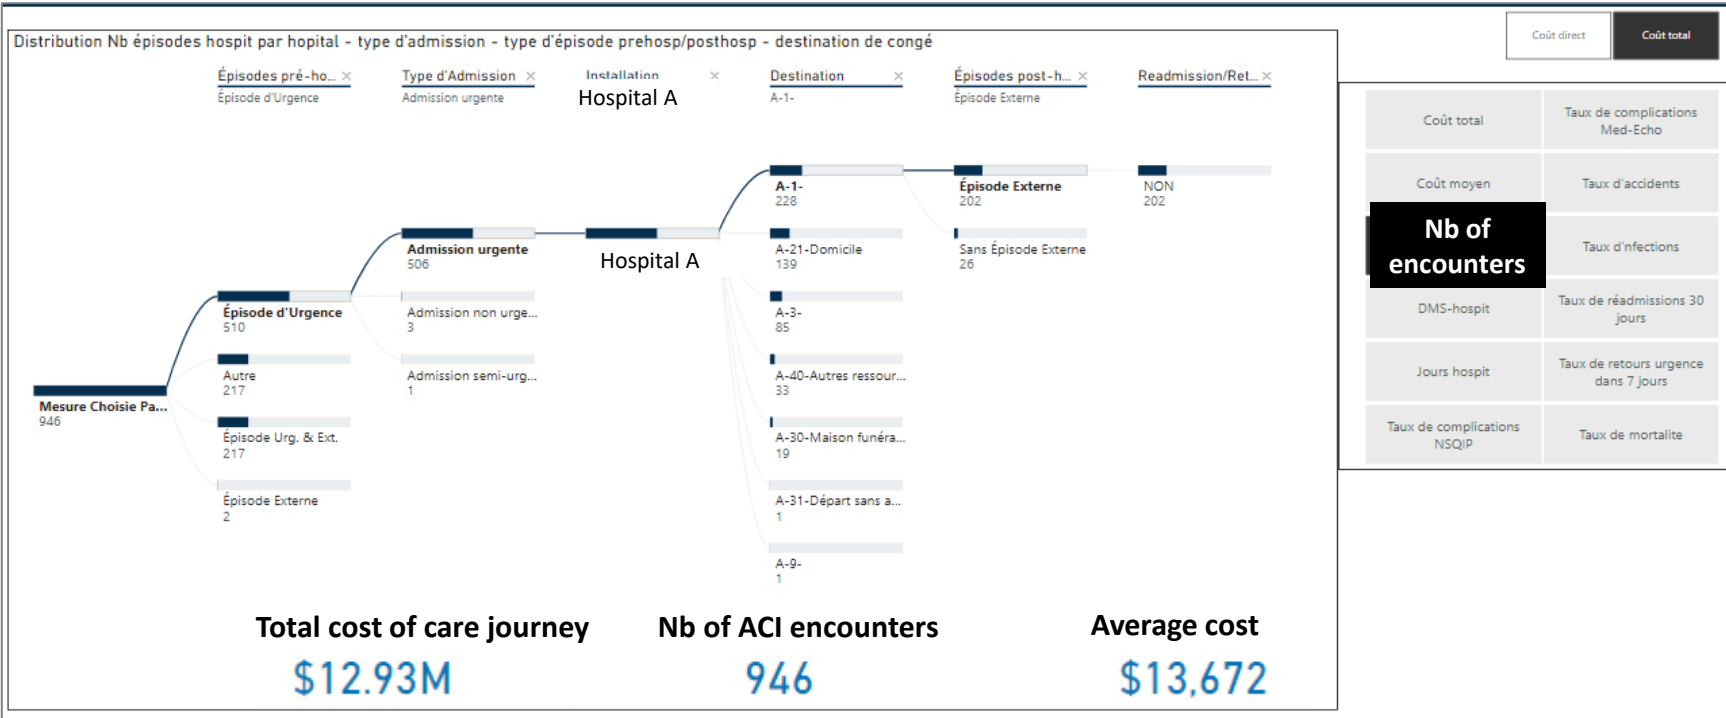 Distribution Nb épisodes hospit par hopital - type d'admission - type d'épisode prehosp/posthosp - destination de congé
Coût direct
Coût total
Épisodes pré-ho... ×
Épisode d'Urgence
Type d'Admission ×
Admission urgente
Installation ×
Hospital A
Destination ×
A-1-
Épisodes post-h... ×
Épisode Externe
Readmission/Ret... ×
Mesure Choisie Pa...
946
Épisode d'Urgence
510
Autre
217
Épisode Urg. & Ext.
217
Épisode Externe
2
Admission urgente
506
Admission non urge...
3
Admission semi-urg...
1
Hospital A
A-1-
228
A-21-Domicile
139
A-3-
85
A-40-Autres ressour...
33
A-30-Maison funéra...
19
A-31-Départ sans a...
1
A-9-
1
Épisode Externe
202
Sans Épisode Externe
26
NON
202
Coût total
Taux de complications
Med-Echo
Coût moyen
Taux d'accidents
Nb of
encounters
Taux d'nfections
DMS-hospit
Taux de réadmissions 30
jours
Jours hospit
Taux de retours urgence
dans 7 jours
Taux de complications
NSQIP
Taux de mortalite
Total cost of care journey
$12.93M
Nb of ACI encounters
946
Average cost
$13,672